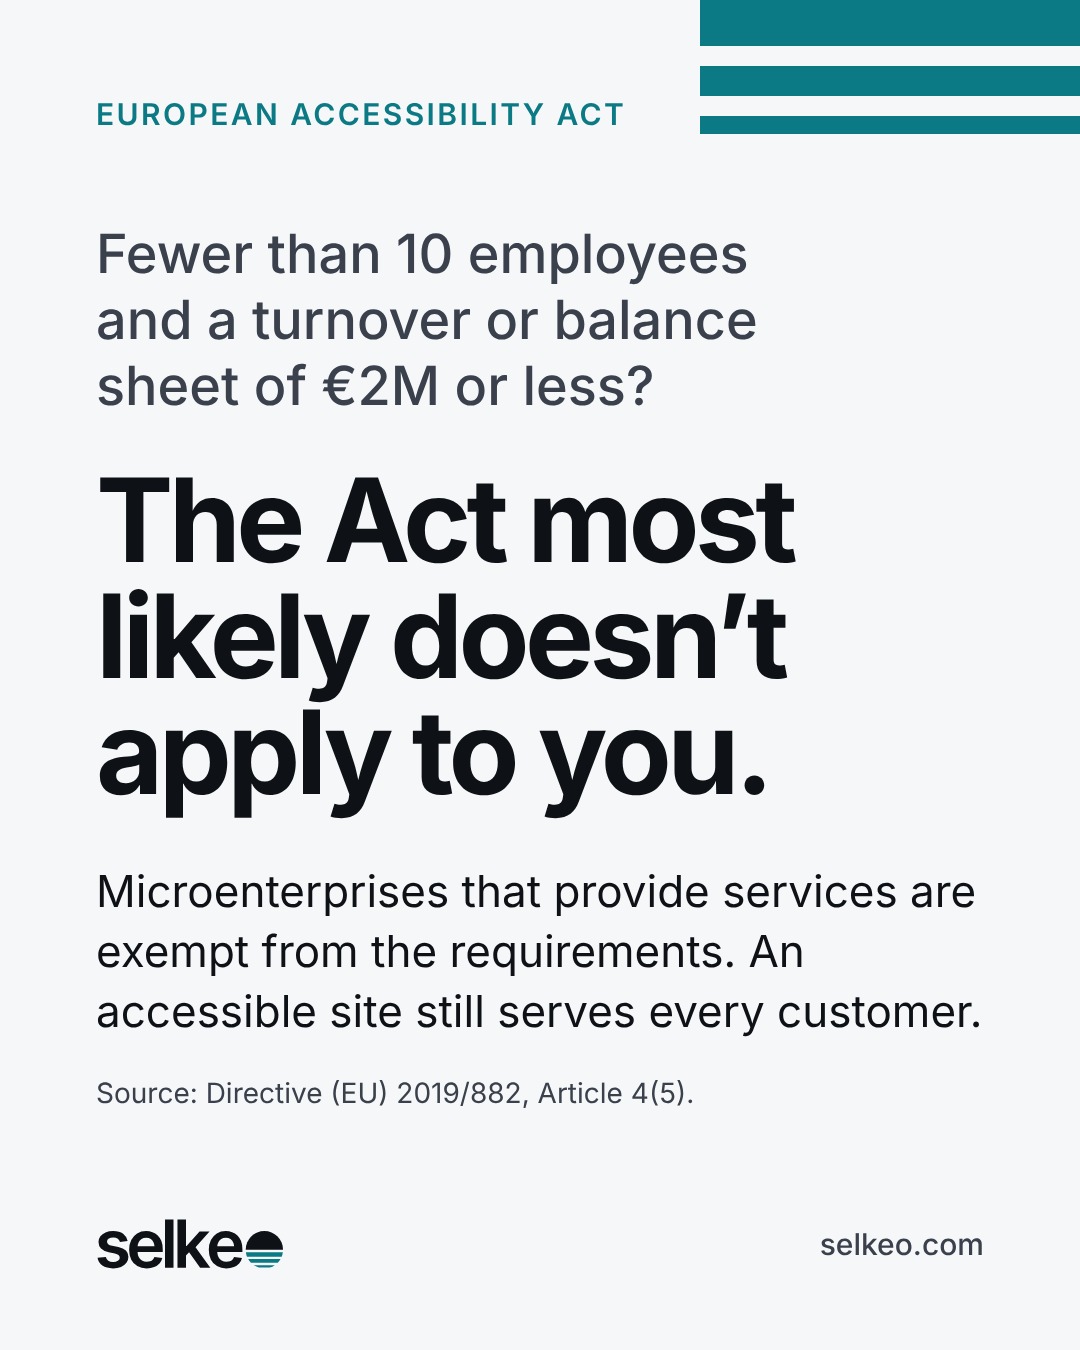 EUROPEAN ACCESSIBILITY ACT
Fewer than 10 employees
and a turnover or balance
sheet of €2M or less?
The Act most
likely doesn’t
apply to you.
Microenterprises that provide services are
exempt from the requirements. An
accessible site still serves every customer.
Source: Directive (EU) 2019/882, Article 4(5).
selkeo
selkeo.com